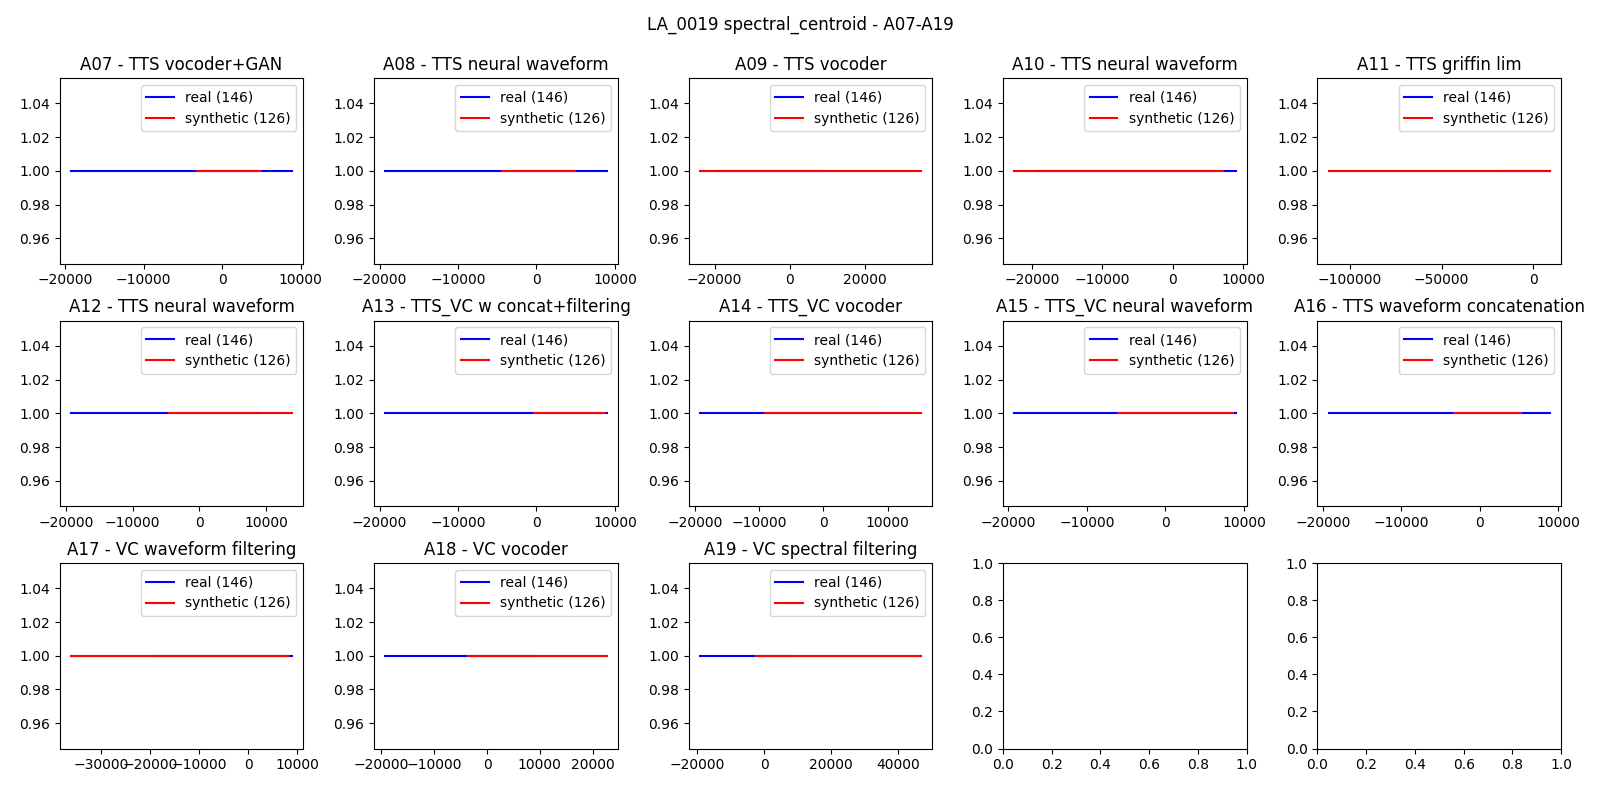 LA_0019 spectral_centroid - A07-A19
A07 - TTS vocoder+GAN
real (146)
synthetic (126)
1.04
1.02
1.00
0.98
0.96
−20000 −10000 0 10000
A08 - TTS neural waveform
real (146)
synthetic (126)
1.04
1.02
1.00
0.98
0.96
−20000 −10000 0 10000
A09 - TTS vocoder
real (146)
synthetic (126)
1.04
1.02
1.00
0.98
0.96
−20000 0 20000
A10 - TTS neural waveform
real (146)
synthetic (126)
1.04
1.02
1.00
0.98
0.96
−20000 −10000 0 10000
A11 - TTS griffin lim
real (146)
synthetic (126)
1.04
1.02
1.00
0.98
0.96
−100000 −50000 0
A12 - TTS neural waveform
real (146)
synthetic (126)
1.04
1.02
1.00
0.98
0.96
−20000 −10000 0 10000
A13 - TTS_VC w concat+filtering
real (146)
synthetic (126)
1.04
1.02
1.00
0.98
0.96
−20000 −10000 0 10000
A14 - TTS_VC vocoder
real (146)
synthetic (126)
1.04
1.02
1.00
0.98
0.96
−20000 −10000 0 10000
A15 - TTS_VC neural waveform
real (146)
synthetic (126)
1.04
1.02
1.00
0.98
0.96
−20000 −10000 0 10000
A16 - TTS waveform concatenation
real (146)
synthetic (126)
1.04
1.02
1.00
0.98
0.96
−20000 −10000 0 10000
A17 - VC waveform filtering
real (146)
synthetic (126)
1.04
1.02
1.00
0.98
0.96
−30000 −20000 −10000 0 10000
A18 - VC vocoder
real (146)
synthetic (126)
1.04
1.02
1.00
0.98
0.96
−20000 −10000 0 10000 20000
A19 - VC spectral filtering
real (146)
synthetic (126)
1.04
1.02
1.00
0.98
0.96
−20000 0 20000 40000
1.0
0.8
0.6
0.4
0.2
0.0
0.0 0.2 0.4 0.6 0.8 1.0
1.0
0.8
0.6
0.4
0.2
0.0
0.0 0.2 0.4 0.6 0.8 1.0